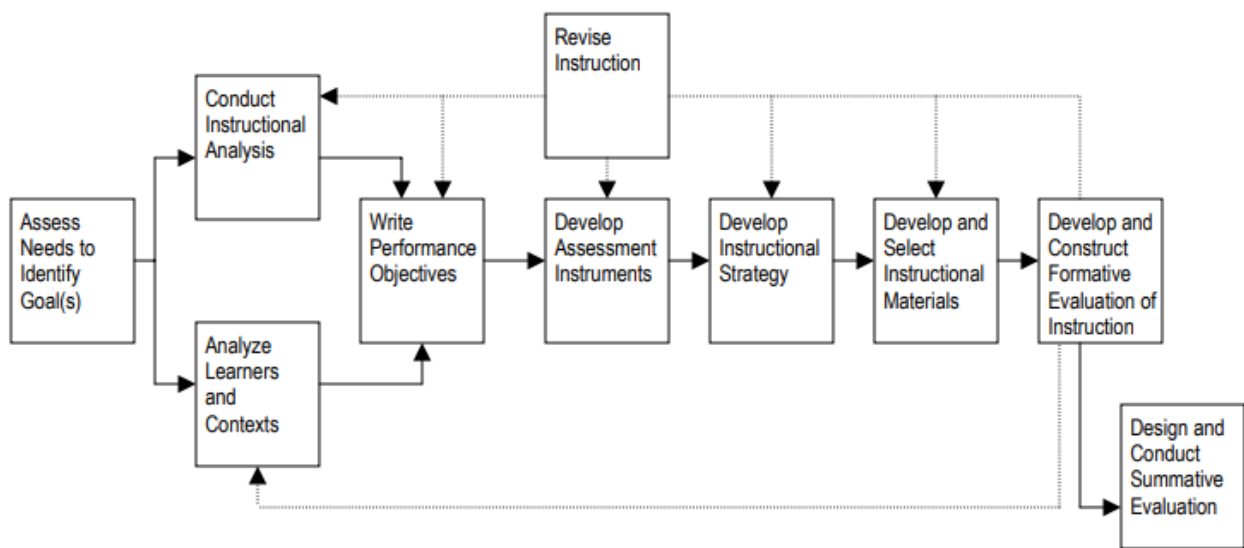 Revise
Instruction
Conduct
Instructional
Analysis
Assess
Needs to
Identify
Goal(s)
Write
Performance
Objectives
Develop
Assessment
Instruments
Develop
Instructional
Strategy
Develop and
Select
Instructional
Materials
Develop and
Construct
Formative
Evaluation of
Instruction
Analyze
Learners
and
Contexts
Design and
Conduct
Summative
Evaluation